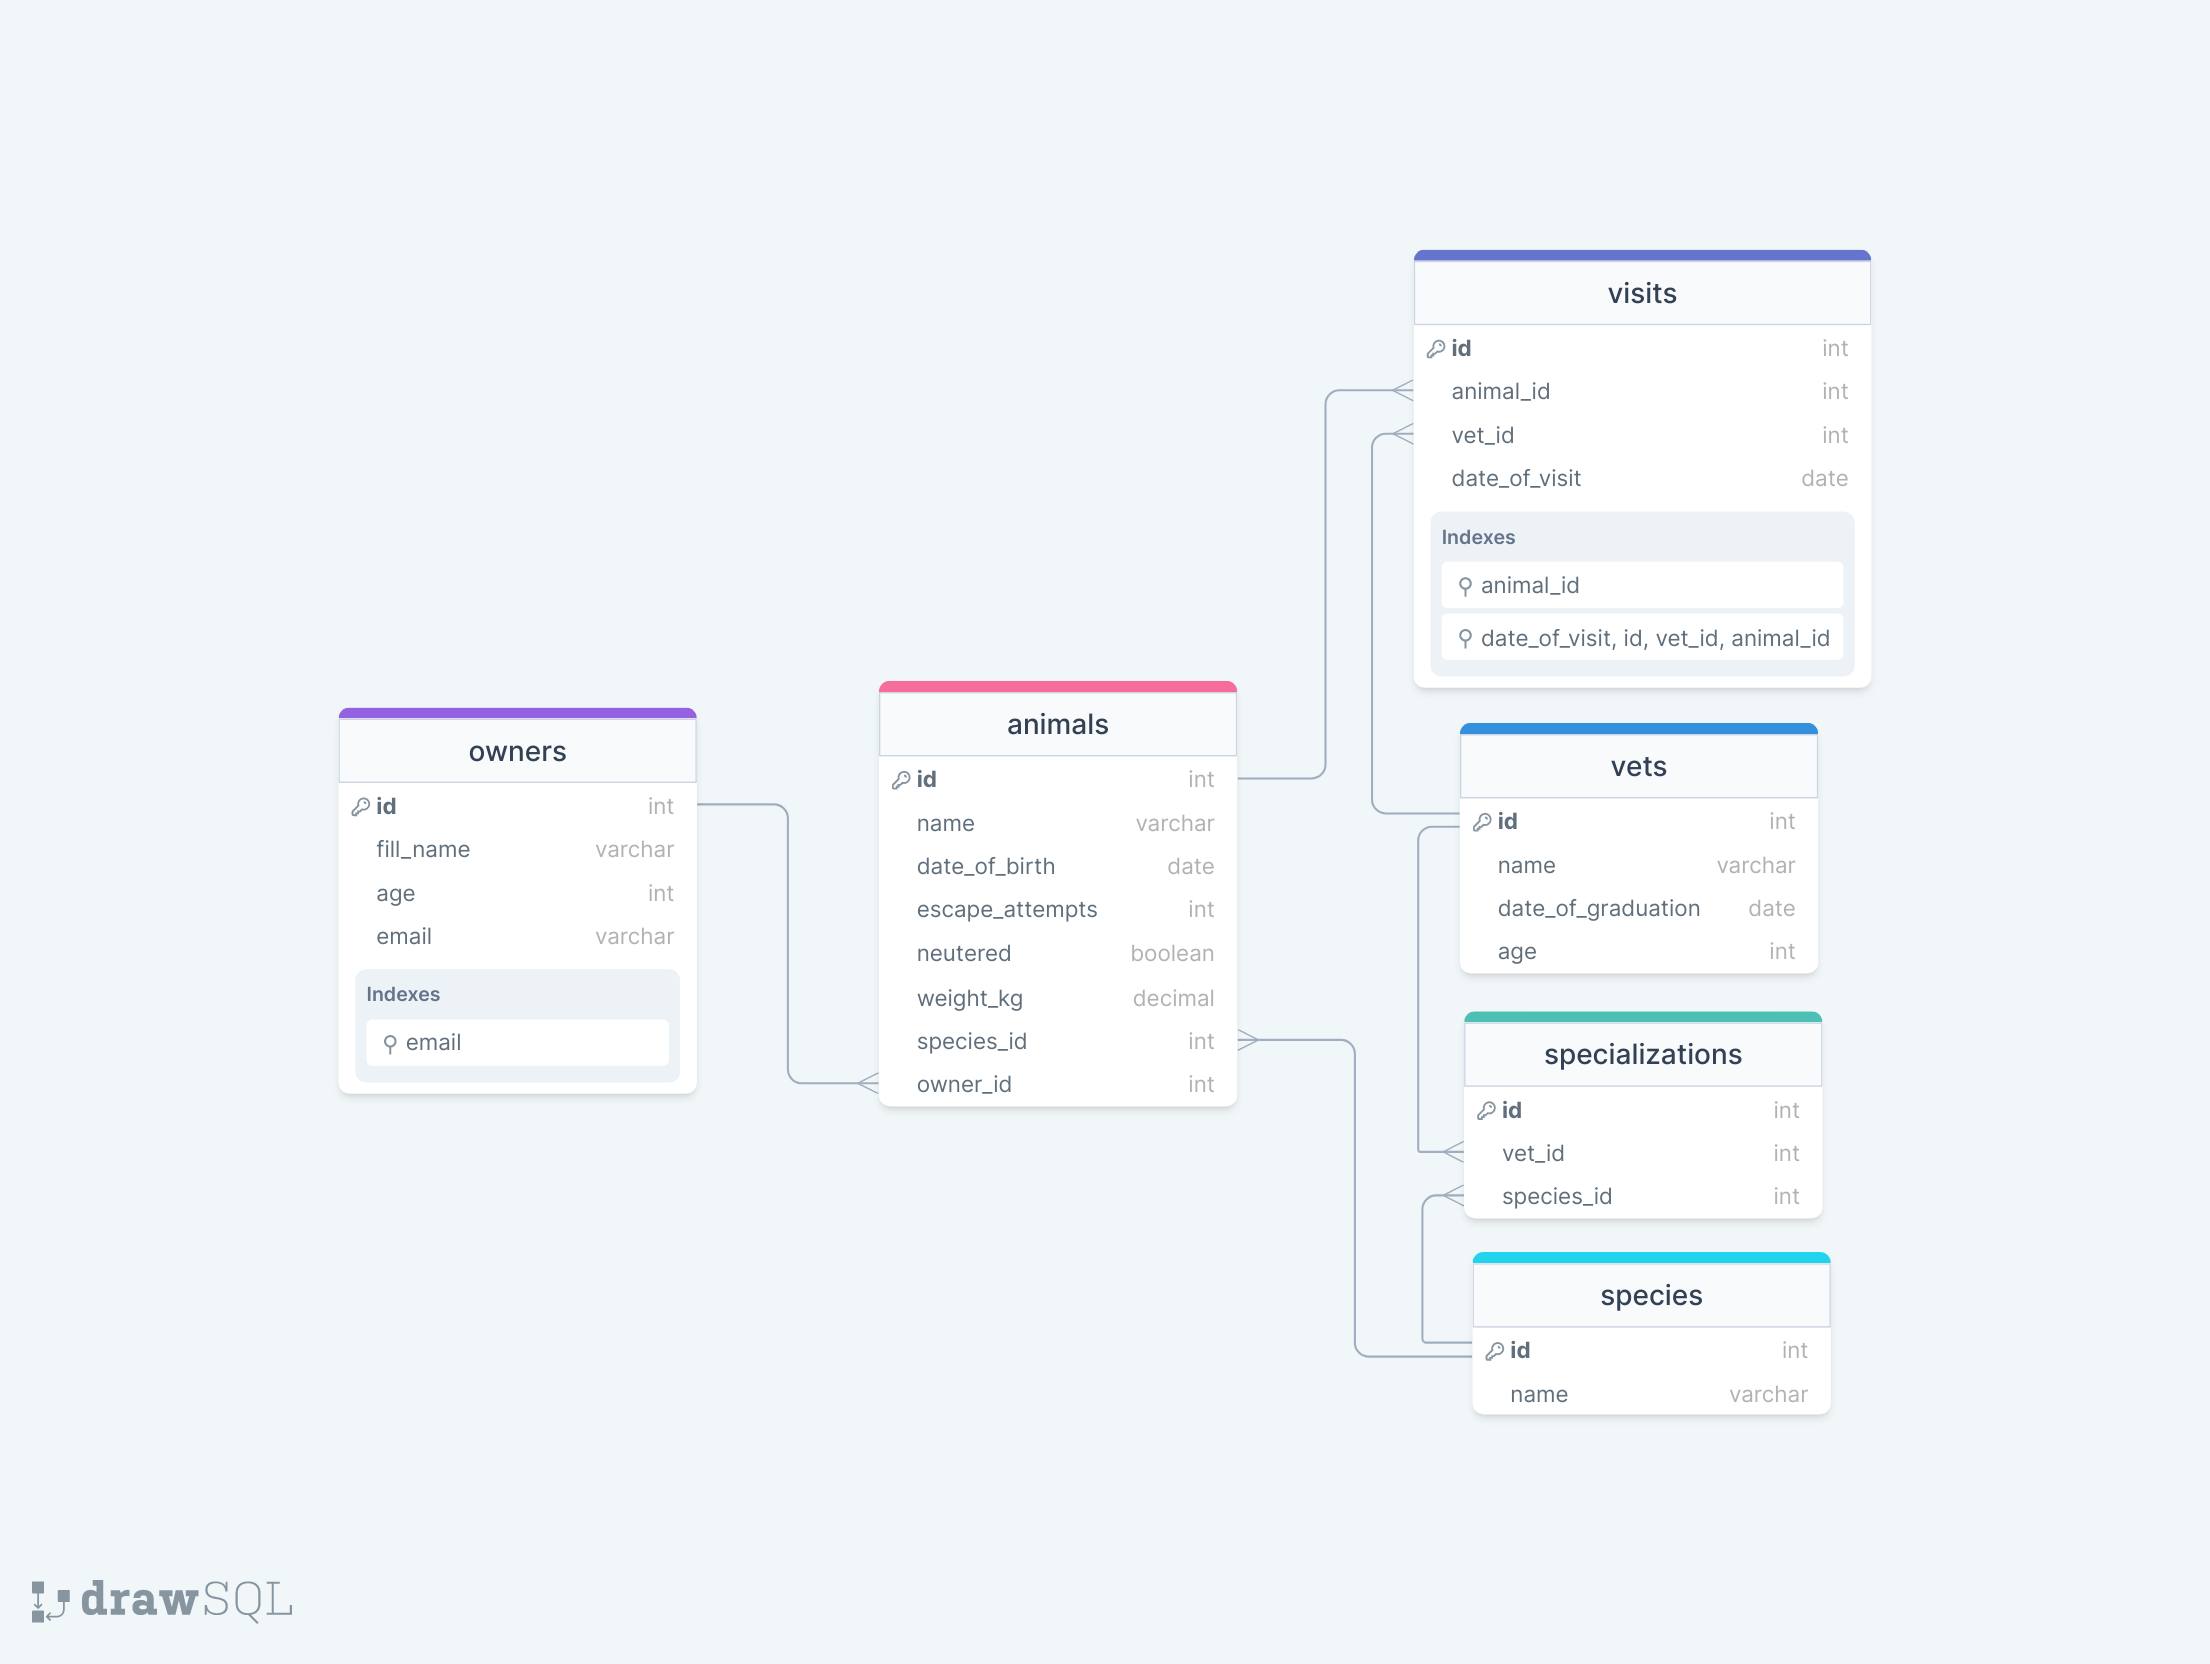 visits
id int
animal_id int
vet_id int
date_of_visit date
Indexes
animal_id
date_of_visit, id, vet_id, animal_id
owners
id int
fill_name varchar
age int
email varchar
Indexes
email
animals
id int
name varchar
date_of_birth date
escape_attempts int
neutered boolean
weight_kg decimal
species_id int
owner_id int
vets
id int
name varchar
date_of_graduation date
age int
specializations
id int
vet_id int
species_id int
species
id int
name varchar
drawSQL